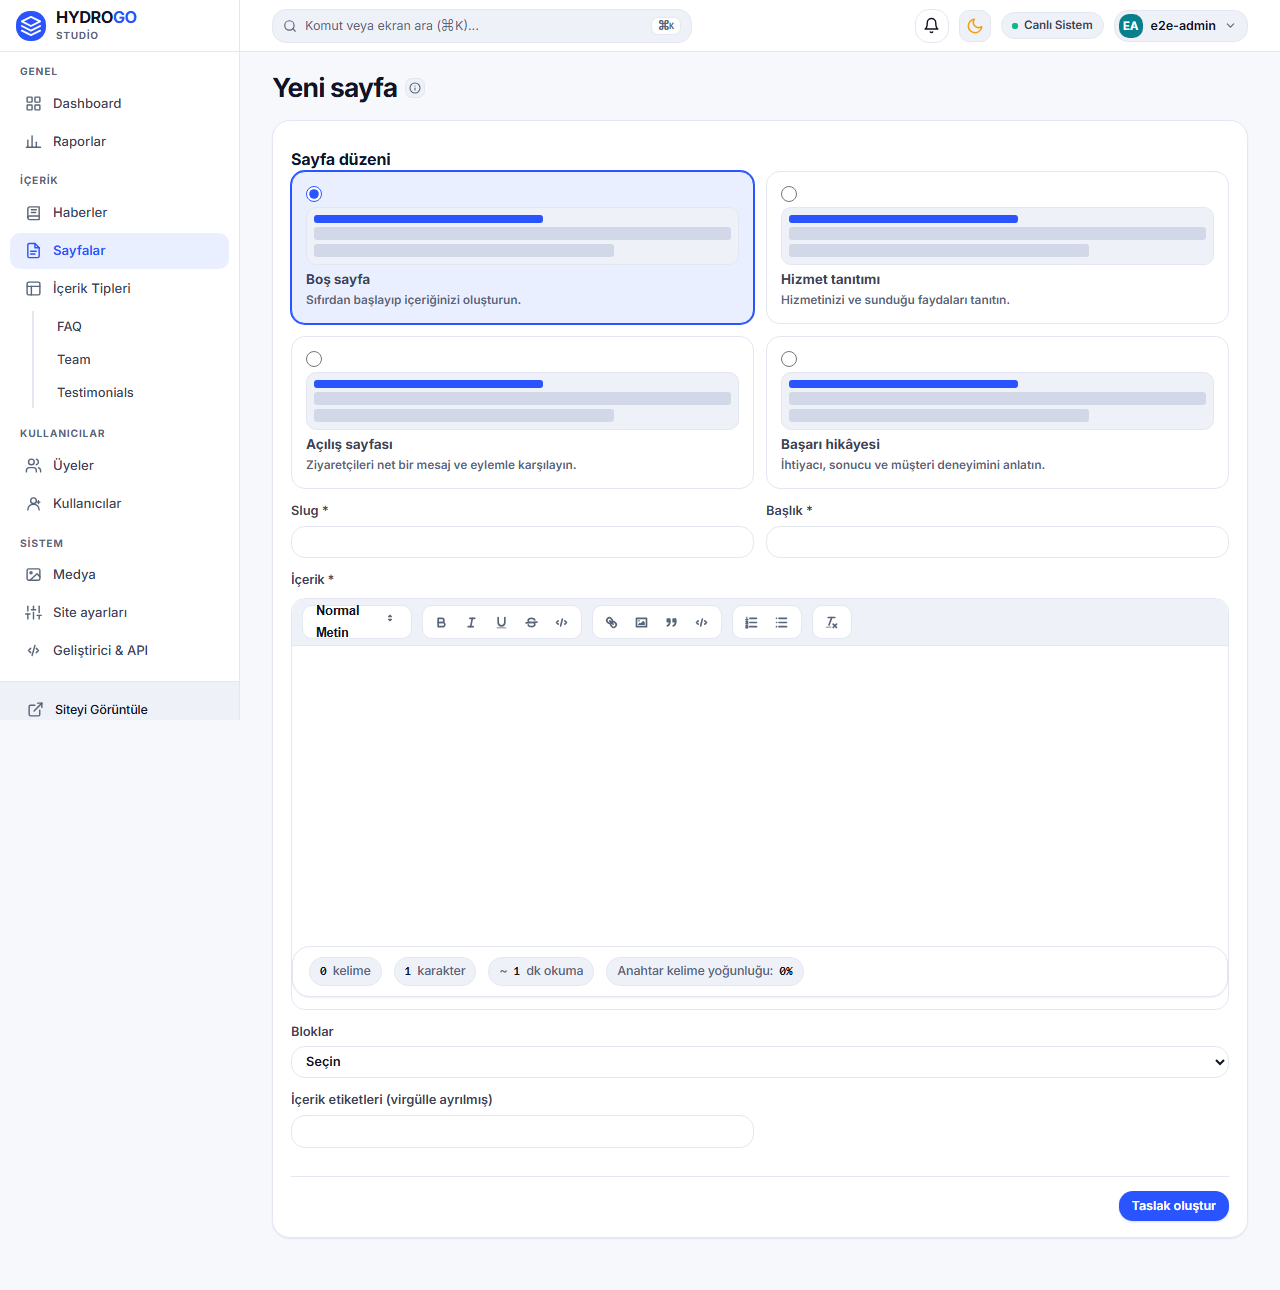 HYDROGO
STUDİO
Komut veya ekran ara (⌘K)...
⌘K
Canlı Sistem
EA
e2e-admin
GENEL
Dashboard
Raporlar
İÇERİK
Haberler
Sayfalar
İçerik Tipleri
FAQ
Team
Testimonials
KULLANICILAR
Üyeler
Kullanıcılar
SİSTEM
Medya
Site ayarları
Geliştirici & API
Siteyi Görüntüle
Yeni sayfa
Sayfa düzeni
Boş sayfa
Sıfırdan başlayıp içeriğinizi oluşturun.
Hizmet tanıtımı
Hizmetinizi ve sunduğu faydaları tanıtın.
Açılış sayfası
Ziyaretçileri net bir mesaj ve eylemle karşılayın.
Başarı hikâyesi
İhtiyacı, sonucu ve müşteri deneyimini anlatın.
Slug *
Başlık *
İçerik *
Normal
Metin
0 kelime
1 karakter
~ 1 dk okuma
Anahtar kelime yoğunluğu: 0%
Bloklar
Seçin
İçerik etiketleri (virgülle ayrılmış)
Taslak oluştur